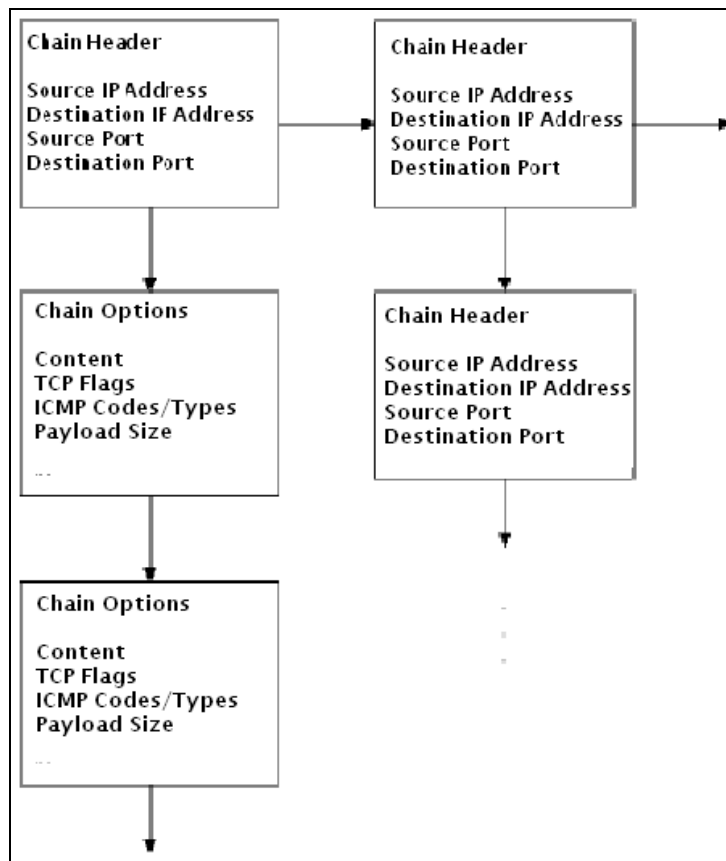 Chain Header
Source IP Address
Destination IP Address
Source Port
Destination Port
Chain Header
Source IP Address
Destination IP Address
Source Port
Destination Port
Chain Options
Content
TCP Flags
ICMP Codes/Types
Payload Size
...
Chain Header
Source IP Address
Destination IP Address
Source Port
Destination Port
Chain Options
Content
TCP Flags
ICMP Codes/Types
Payload Size
...